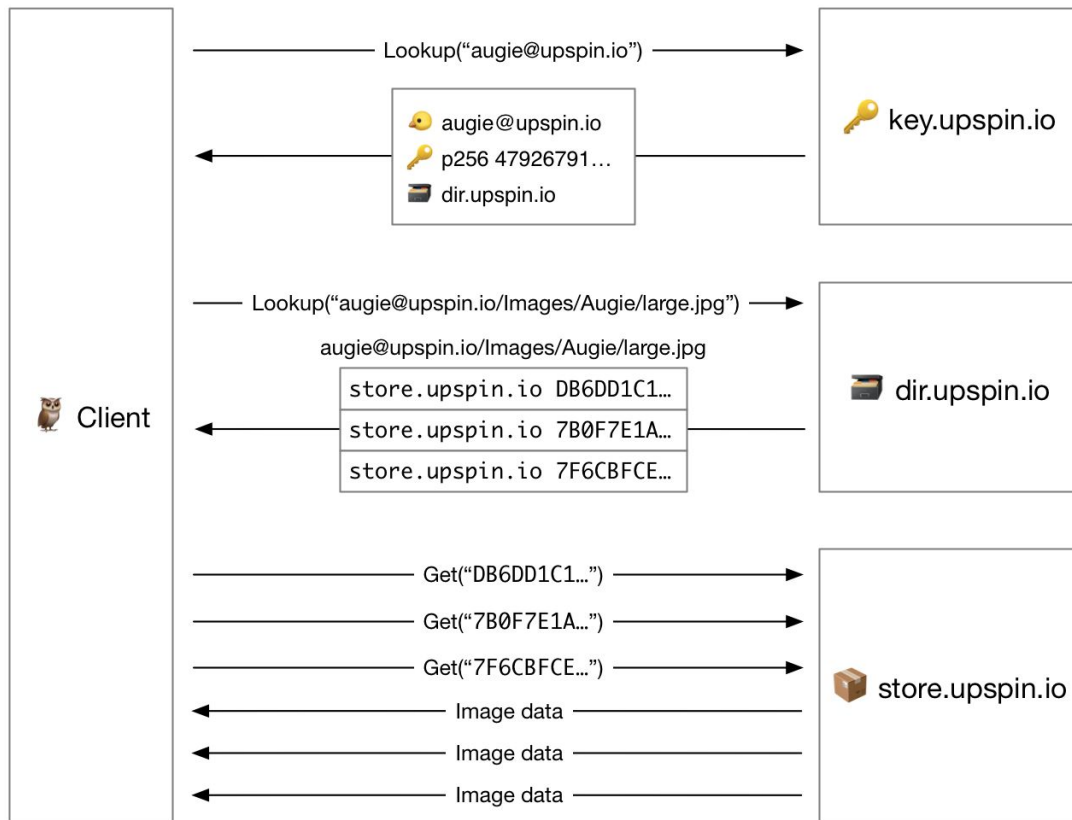 Lookup(“augie@upspin.io”)
augie@upspin.io
p256 47926791…
dir.upspin.io
key.upspin.io
Lookup(“augie@upspin.io/Images/Augie/large.jpg”)
augie@upspin.io/Images/Augie/large.jpg
store.upspin.io DB6DD1C1…
store.upspin.io 7B0F7E1A…
store.upspin.io 7F6CBFCE…
dir.upspin.io
Client
Get(“DB6DD1C1…”)
Get(“7B0F7E1A…”)
Get(“7F6CBFCE…”)
Image data
Image data
Image data
store.upspin.io